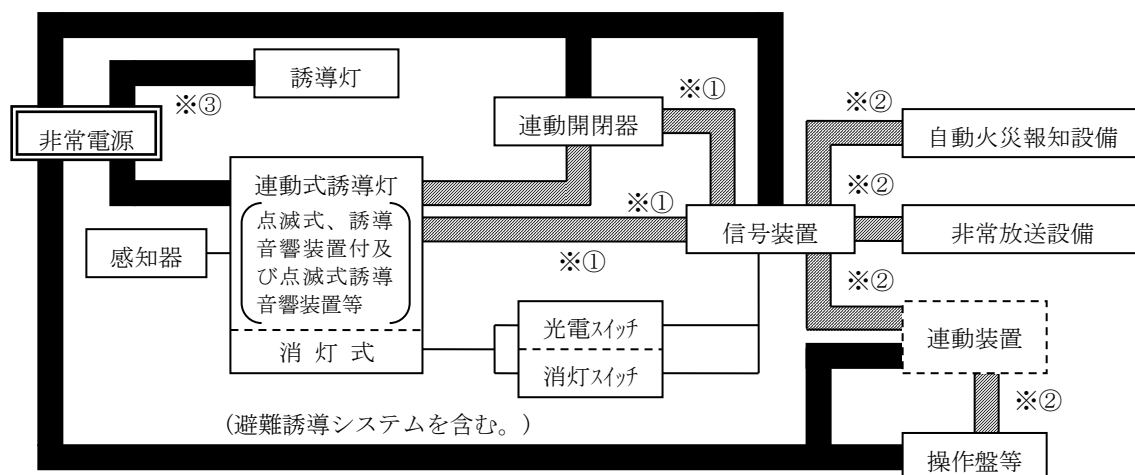 誘導灯
※③
非常電源
連動開閉器
※①
※②
自動火災報知設備
連動式誘導灯
点滅式、誘導
音響装置付及
び点滅式誘導
音響装置等
消 灯 式
感知器
※①
※①
信号装置
※②
非常放送設備
※②
光電ｽｲｯﾁ
消灯ｽｲｯﾁ
連動装置
※②
(避難誘導システムを含む。)
操作盤等